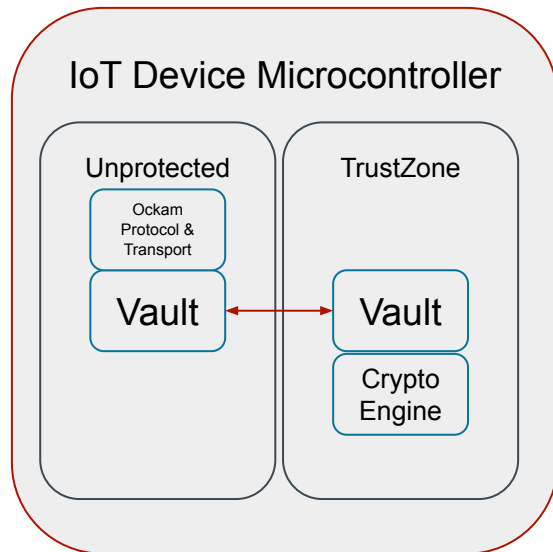 IoT Device Microcontroller
Unprotected
Ockam
Protocol &
Transport
Vault
TrustZone
Vault
Crypto
Engine